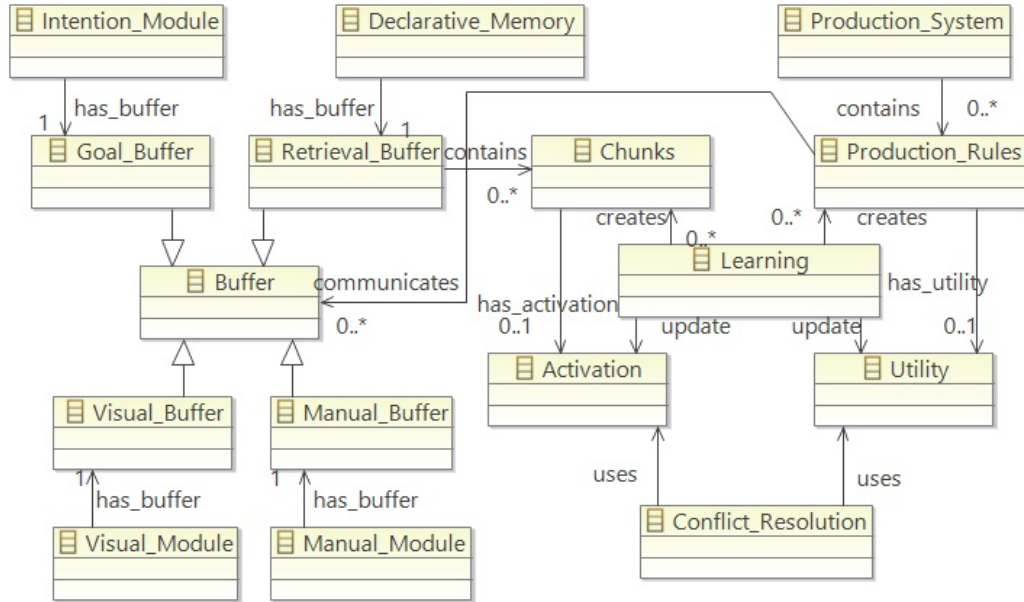 Intention_Module
Declarative_Memory
Production_System
has_buffer
1
has_buffer
1
contains
0..*
Goal_Buffer
Retrieval_Buffer
contains
0..*
Chunks
Production_Rules
creates
0..*
0..*
creates
Buffer
communicates
0..*
Learning
has_activation
0..1
update
update
has_utility
0..1
Activation
Utility
Visual_Buffer
Manual_Buffer
1
has_buffer
1
has_buffer
uses
uses
Visual_Module
Manual_Module
Conflict_Resolution